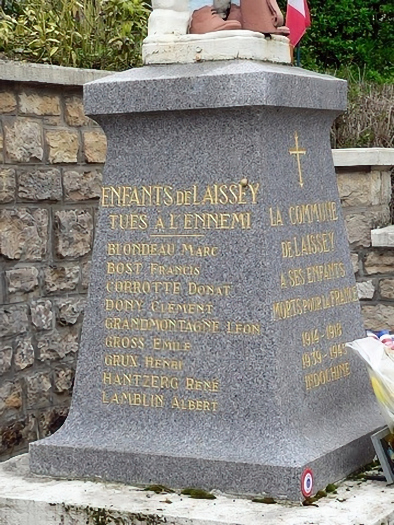 ENFANTS DE LAISSEY
TUÉS À L'ENNEMI
BLONDEAU MARC
BOST FRANCIS
CORROTTE DONAT
DONY CLÉMENT
GRANDMONTAGNE LÉON
GROSS EMILE
GRUX HENRI
HANTZERG RENÉ
LAMBLIN ALBERT
LA COMMUNE
DE LAISSEY
A SES ENFANTS
MORTS POUR LA FRANCE
1914-1918
1939-1945
INDOCHINE